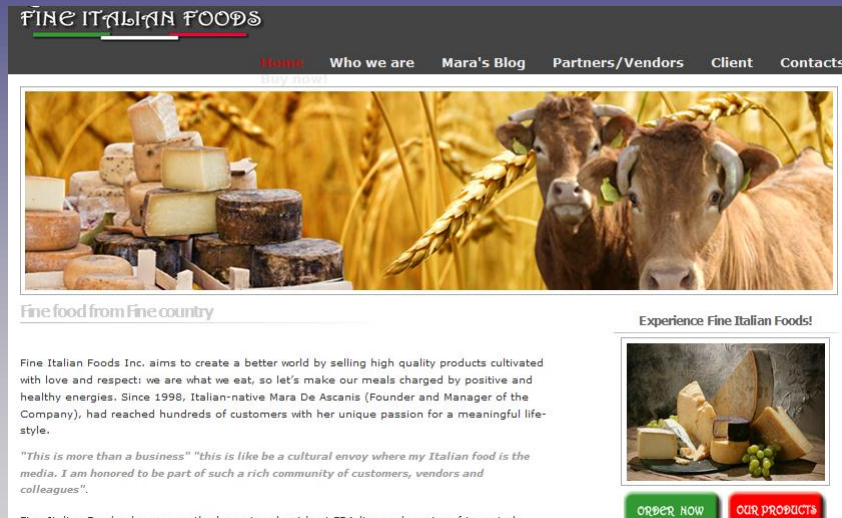 FINE ITALIAN FOODS
Home Who we are Mara's Blog Partners/Vendors Client Contacts
Buy now!
Fine food from Fine country
Fine Italian Foods Inc. aims to create a better world by selling high quality products cultivated
with love and respect: we are what we eat, so let's make our meals charged by positive and
healthy energies. Since 1998, Italian-native Mara De Ascanis (Founder and Manager of the
Company), had reached hundreds of customers with her unique passion for a meaningful life-
style.
"This is more than a business" "this is like be a cultural envoy where my Italian food is the
media. I am honored to be part of such a rich community of customers, vendors and
colleagues".
Experience Fine Italian Foods!
ORDER NOW
OUR PRODUCTS